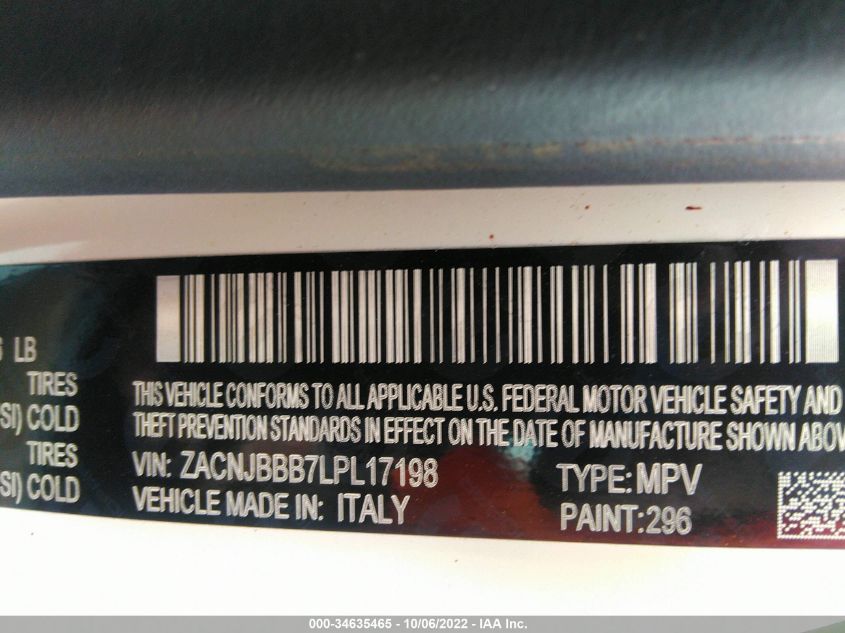 6 LB
TIRES
SI) COLD
TIRES
SI) COLD
THIS VEHICLE CONFORMS TO ALL APPLICABLE U.S. FEDERAL MOTOR VEHICLE SAFETY AND
THEFT PREVENTION STANDARDS IN EFFECT ON THE DATE OF MANUFACTURE SHOWN ABOV
VIN: ZACNJBBB7LPL17198 TYPE: MPV
VEHICLE MADE IN: ITALY PAINT: 296
000-34635465 - 10/06/2022 - IAA Inc.